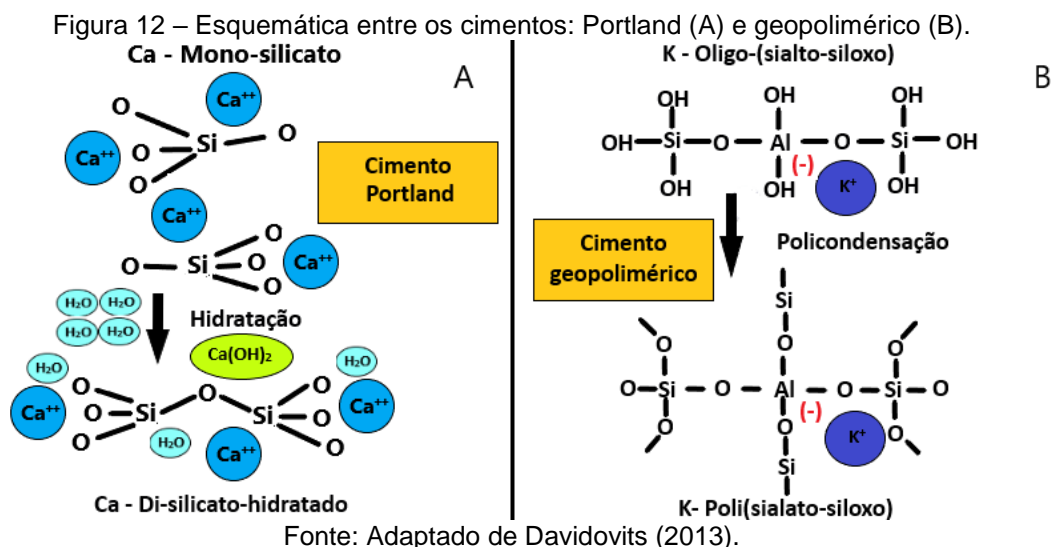 Figura 12 – Esquemática entre os cimentos: Portland (A) e geopolimérico (B).
Ca - Mono-silicato
A
O
Ca++
O
Si
O
Ca++
O
O
Ca++
Cimento
Portland
O
O
Si
O
O
Ca++
H₂O
H₂O
H₂O
H₂O
Hidratação
Ca(OH)₂
H₂O
H₂O
Ca++
O
O
O
Si
O
Si
O
O
O
Ca++
H₂O
Ca++
Ca - Di-silicato-hidratado
K - Oligo-(sialto-siloxo)
B
OH
OH
OH
OH
Si
O
Al
O
Si
OH
(-)
OH
OH
K+
OH
Cimento
geopolimérico
Policondensação
Si
O
O
O
O
Si
O
Al
O
Si
O
(-)
O
O
K+
O
Si
K- Poli(sialato-siloxo)
Fonte: Adaptado de Davidovits (2013).